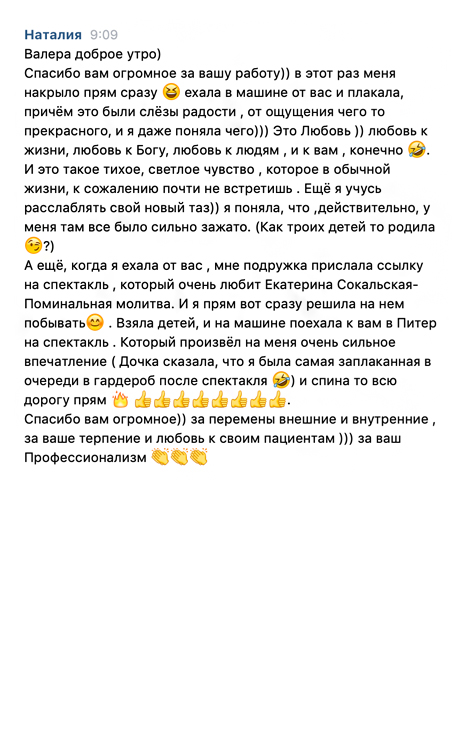 Наталия 9:09
Валера доброе утро)
Спасибо вам огромное за вашу работу)) в этот раз меня
накрыло прям сразу 😆 ехала в машине от вас и плакала,
причём это были слёзы радости , от ощущения чего то
прекрасного, и я даже поняла чего))) Это Любовь )) любовь к
жизни, любовь к Богу, любовь к людям , и к вам , конечно 🤣.
И это такое тихое, светлое чувство , которое в обычной
жизни, к сожалению почти не встретишь . Ещё я учусь
расслаблять свой новый таз)) я поняла, что ,действительно, у
меня там все было сильно зажато. (Как троих детей то родила
😉?)
А ещё, когда я ехала от вас , мне подружка прислала ссылку
на спектакль , который очень любит Екатерина Сокальская-
Поминальная молитва. И я прям вот сразу решила на нем
побывать😊 . Взяла детей, и на машине поехала к вам в Питер
на спектакль . Который произвёл на меня очень сильное
впечатление ( Дочка сказала, что я была самая заплаканная в
очереди в гардероб после спектакля 🤣) и спина то всю
дорогу прям 🔥 👍👍👍👍👍👍👍👍.
Спасибо вам огромное)) за перемены внешние и внутренние ,
за ваше терпение и любовь к своим пациентам ))) за ваш
Профессионализм 👏👏👏